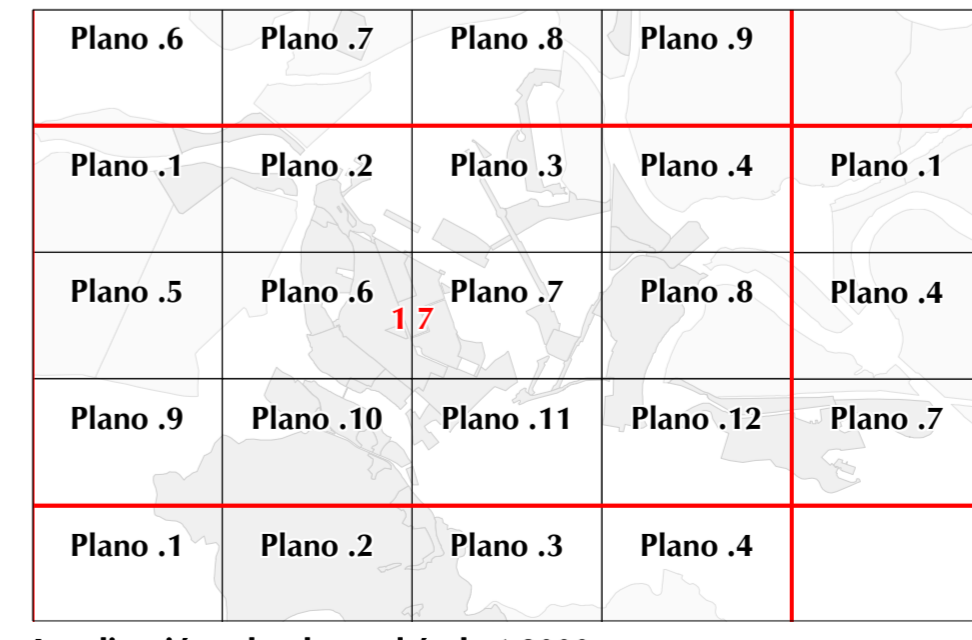 Plano .6 Plano .7 Plano .8 Plano .9
Plano .1 Plano .2 Plano .3 Plano .4 Plano .1
Plano .5 Plano .6 Plano .7 Plano .8 Plano .4
1 7
Plano .9 Plano .10 Plano .11 Plano .12 Plano .7
Plano .1 Plano .2 Plano .3 Plano .4